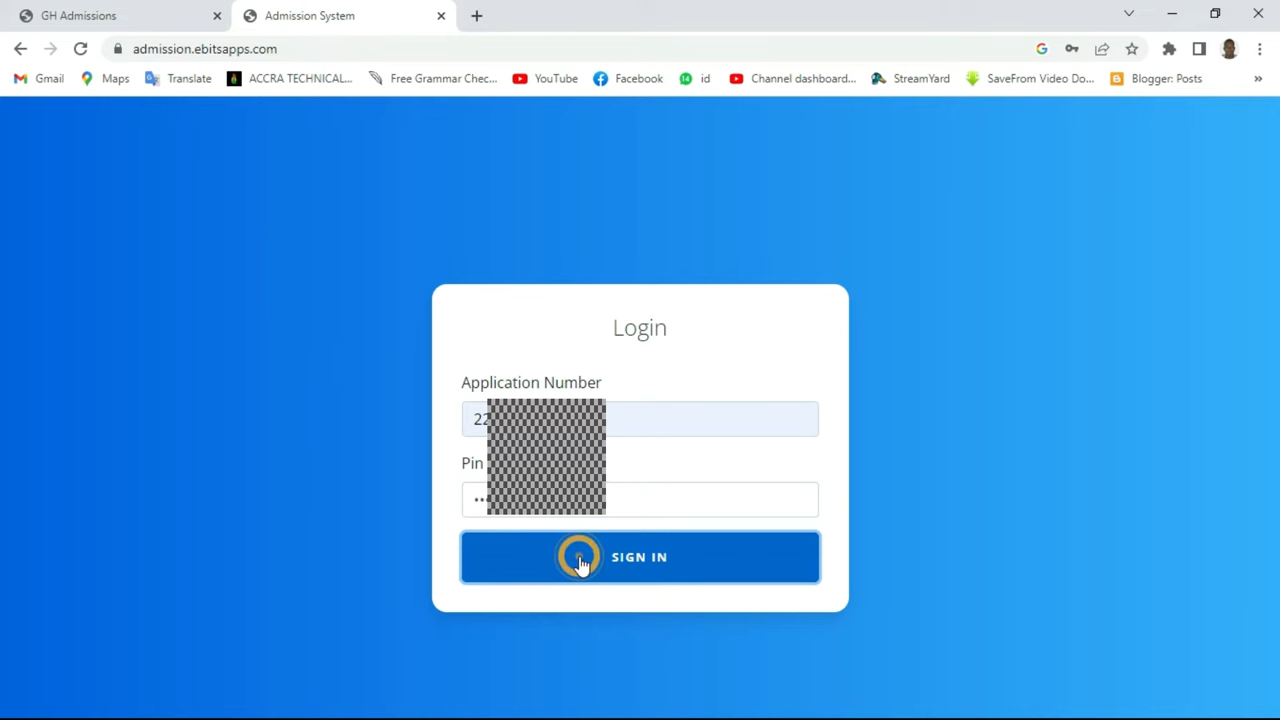 GH Admissions
Admission System
admission.ebitsapps.com
Gmail
Maps
Translate
ACCRA TECHNICAL...
Free Grammar Chec...
YouTube
Facebook
id
Channel dashboard...
StreamYard
SaveFrom Video Do...
Blogger: Posts
Login
Application Number
22
Pin
SIGN IN